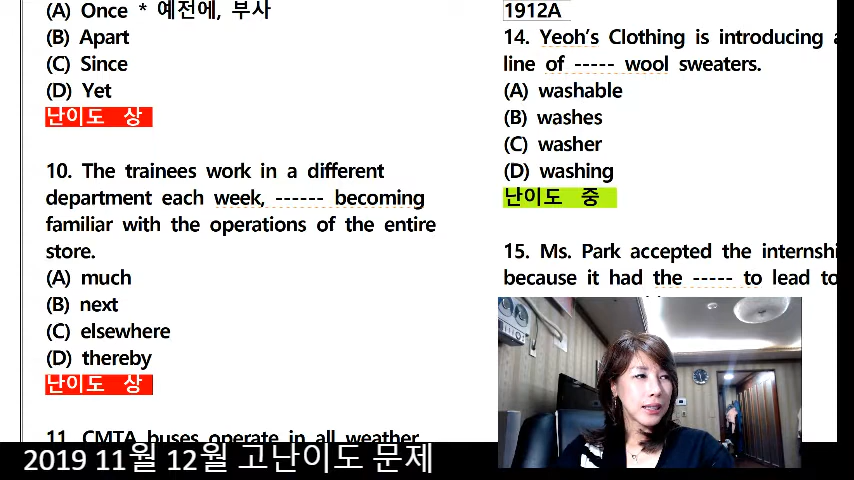 (A) Once * 예전에, 부사
(B) Apart
(C) Since
(D) Yet
난이도 상
10. The trainees work in a different
department each week, ------ becoming
familiar with the operations of the entire
store.
(A) much
(B) next
(C) elsewhere
(D) thereby
난이도 상
11. CMTA buses operate in all weather
1912A
14. Yeoh's Clothing is introducing a
line of ----- wool sweaters.
(A) washable
(B) washes
(C) washer
(D) washing
난이도 중
15. Ms. Park accepted the internshi
because it had the ----- to lead to
2019 11월 12월 고난이도 문제